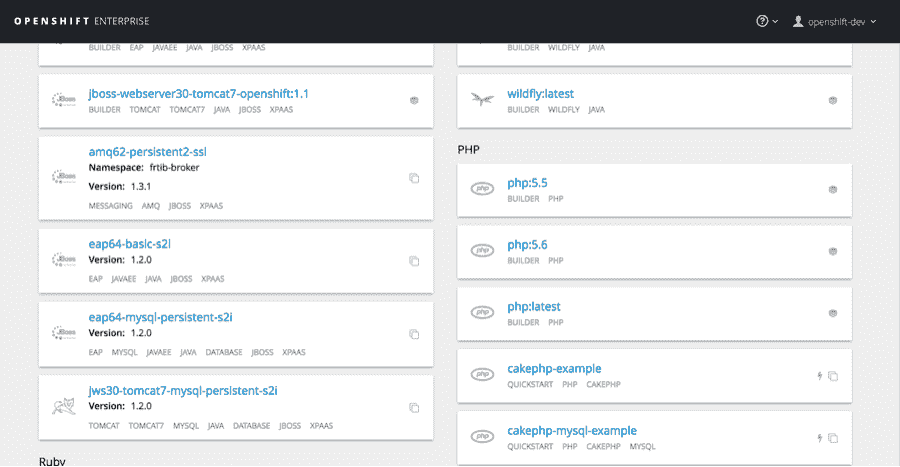 OPENSHIFT ENTERPRISE
openshift-dev
BUILDER EAP JAVAEE JAVA JBOSS XPAAS
jboss-webserver30-tomcat7-openshift:1.1
BUILDER TOMCAT TOMCAT7 JAVA JBOSS XPAAS
amq62-persistent2-ssl
Namespace: frtib-broker
Version: 1.3.1
MESSAGING AMQ JBOSS XPAAS
eap64-basic-s2i
Version: 1.2.0
EAP JAVAEE JAVA JBOSS XPAAS
eap64-mysql-persistent-s2i
Version: 1.2.0
EAP MYSQL JAVAEE JAVA DATABASE JBOSS XPAAS
jws30-tomcat7-mysql-persistent-s2i
Version: 1.2.0
TOMCAT TOMCAT7 MYSQL JAVA DATABASE JBOSS XPAAS
Ruby
BUILDER WILDFLY JAVA
wildfly:latest
BUILDER WILDFLY JAVA
PHP
php
php:5.5
BUILDER PHP
php
php:5.6
BUILDER PHP
php
php:latest
BUILDER PHP
php
cakephp-example
QUICKSTART PHP CAKEPHP
php
cakephp-mysql-example
QUICKSTART PHP CAKEPHP MYSQL